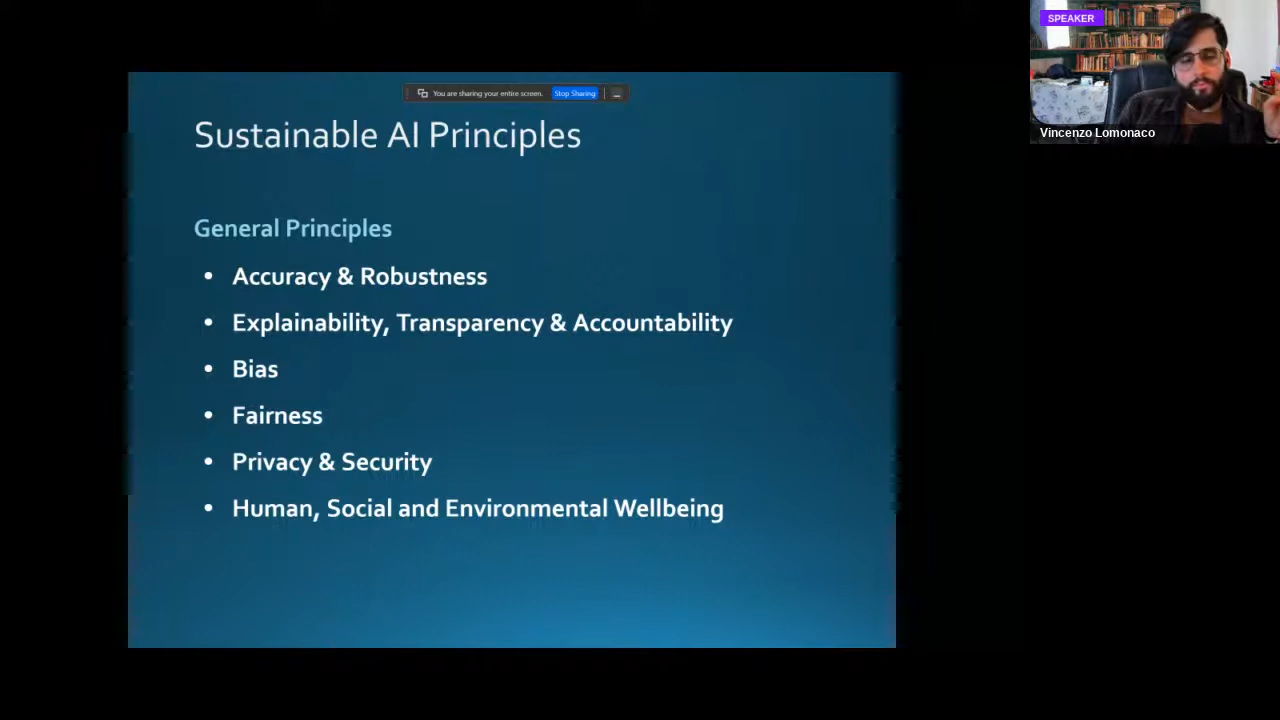 SPEAKER
Vincenzo Lomonaco
You are sharing your entire screen. Stop Sharing
Sustainable AI Principles
General Principles
• Accuracy & Robustness
• Explainability, Transparency & Accountability
• Bias
• Fairness
• Privacy & Security
• Human, Social and Environmental Wellbeing